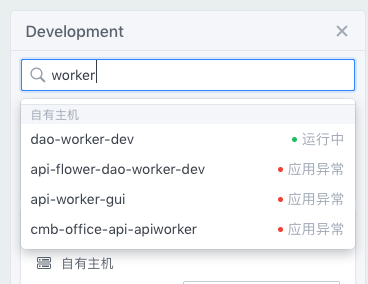 Development
worker
自有主机
dao-worker-dev 运行中
api-flower-dao-worker-dev 应用异常
api-worker-gui 应用异常
cmb-office-api-apiworker 应用异常
自有主机